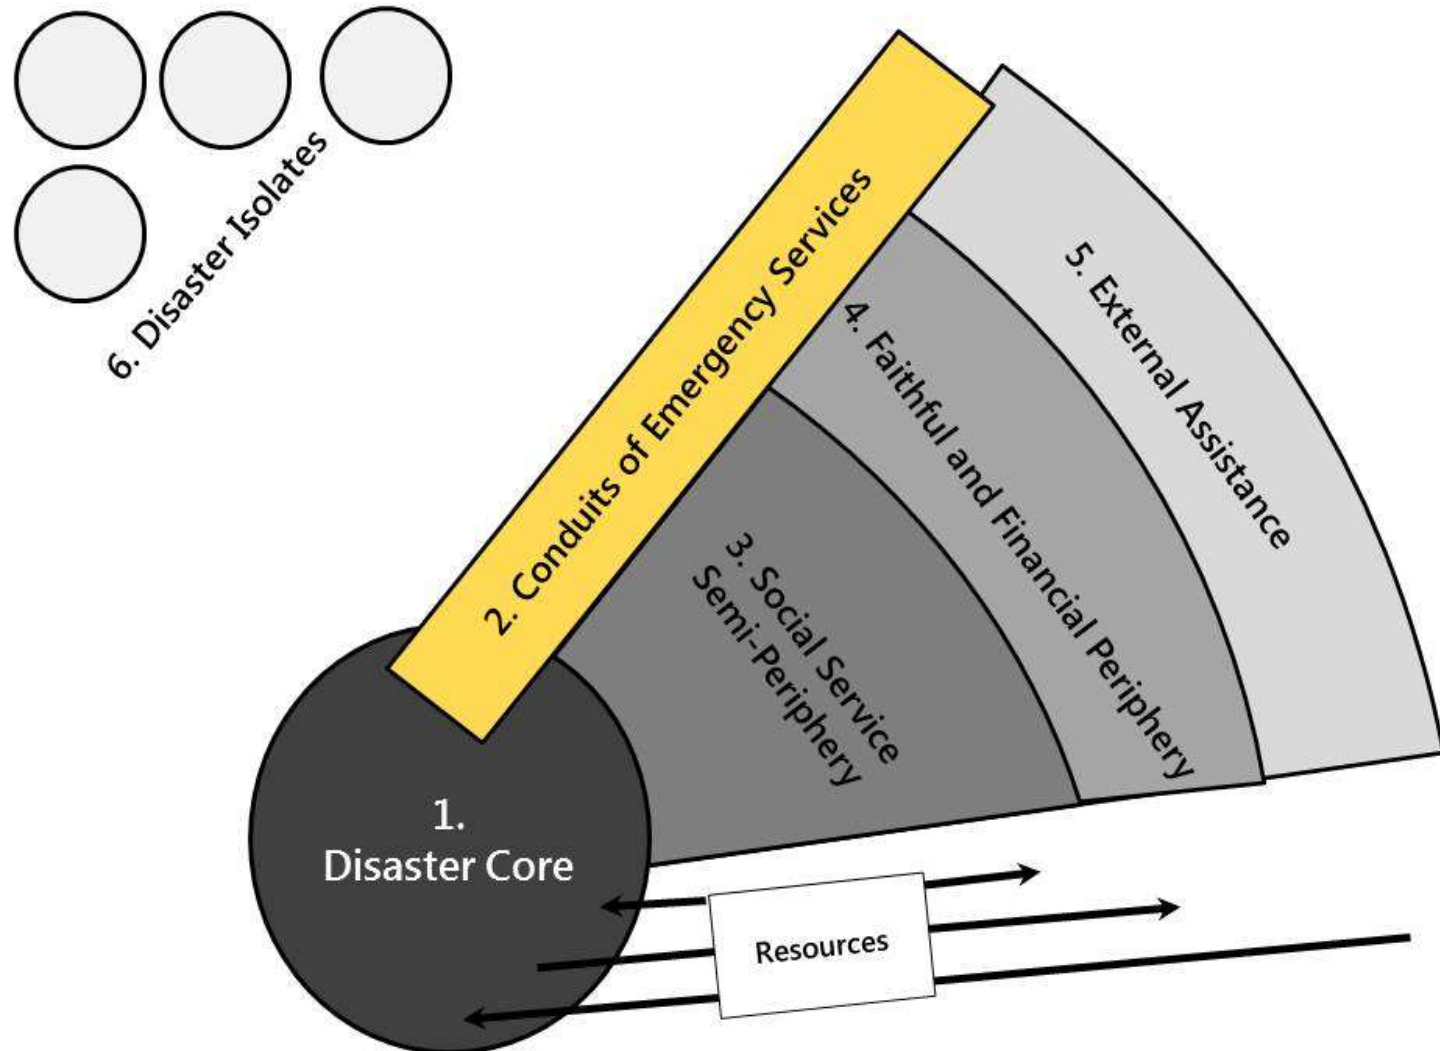 6. Disaster Isolates
2. Conduits of Emergency Services
5. External Assistance
4. Faithful and Financial Periphery
3. Social Service
Semi-Periphery
1.
Disaster Core
Resources